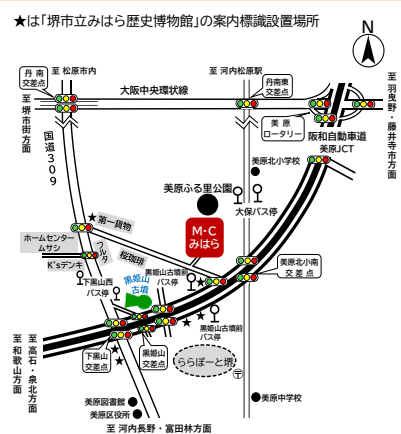 ★は「堺市立みはら歴史博物館」の案内標識設置場所
N
丹南
交差点
至 松原市内
至 河内松原駅
丹南東
交差点
至 羽曳野・藤井寺市方面
大阪中央環状線
至 堺市街方面
美原
ロータリー
阪和自動車道
美原JCT
国道309
美原北小学校
美原ふる里公園
大保バス停
★第一貨物
M・C
みはら
ホームセンター
ムサシ
フルタ
桜珈琲
K'sデンキ
美原北小南
交差点
黒姫山
古墳
黒姫山古墳前
バス停
下黒山西
バス停
黒姫山古墳前
バス停
至 和歌山方面
至 高石・泉北方面
下黒山
交差点
黒姫山
交差点
ららぽーと堺
〒
美原図書館
美原区役所
美原中学校
至 河内長野・富田林方面